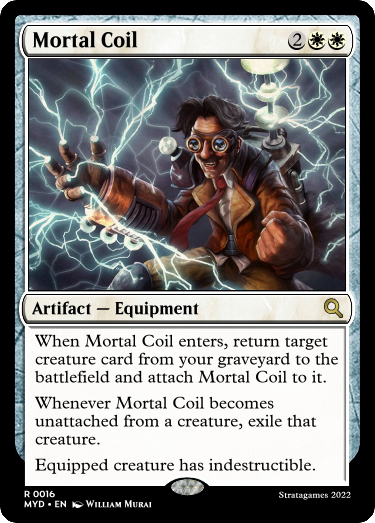 Mortal Coil 2
Artifact — Equipment
When Mortal Coil enters, return target
creature card from your graveyard to the
battlefield and attach Mortal Coil to it.
Whenever Mortal Coil becomes
unattached from a creature, exile that
creature.
Equipped creature has indestructible.
R 0016
MYD • EN William Murai
Stratagames 2022